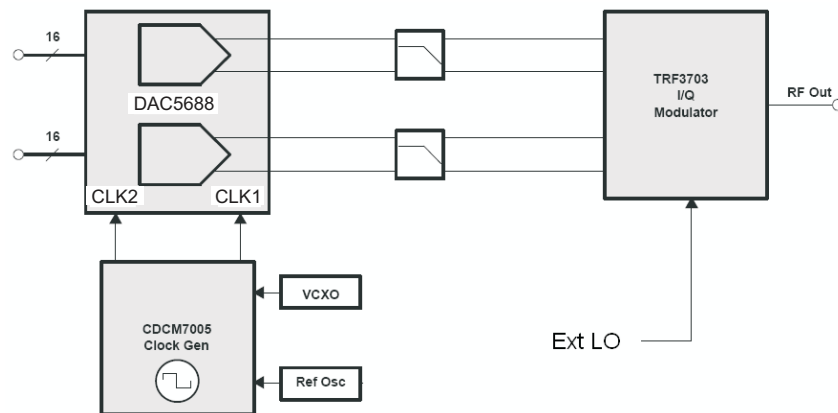 16
DAC5688
16
CLK2
CLK1
TRF3703
I/Q
Modulator
RF Out
CDCM7005
Clock Gen
VCXO
Ref Osc
Ext LO